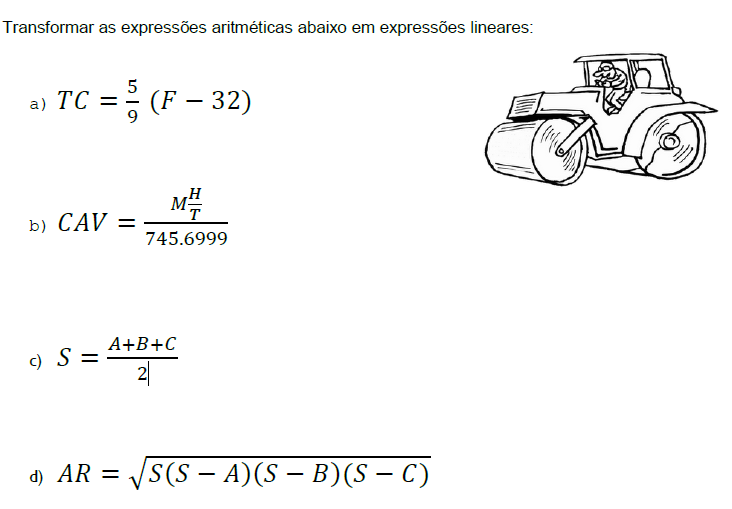 Transformar as expressões aritméticas abaixo em expressões lineares:
a) TC = 5/9 (F − 32)
b) CAV = (M H/T)/745.6999
c) S = (A+B+C)/2
d) AR = √(S(S − A)(S − B)(S − C))